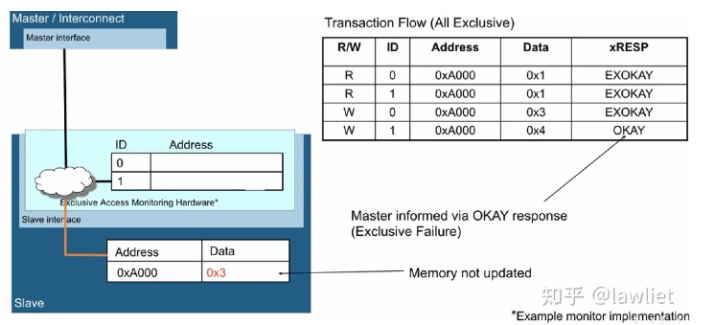 Master / Interconnect
Master interface
Transaction Flow (All Exclusive)
R/W ID Address Data xRESP
R 0 0xA000 0x1 EXOKAY
R 1 0xA000 0x1 EXOKAY
W 0 0xA000 0x3 EXOKAY
W 1 0xA000 0x4 OKAY
ID Address
0
1
Exclusive Access Monitoring Hardware*
Slave interface
Master informed via OKAY response
(Exclusive Failure)
Address Data
0xA000 0x3
Memory not updated
Slave
知乎 @lawliet
*Example monitor implementation